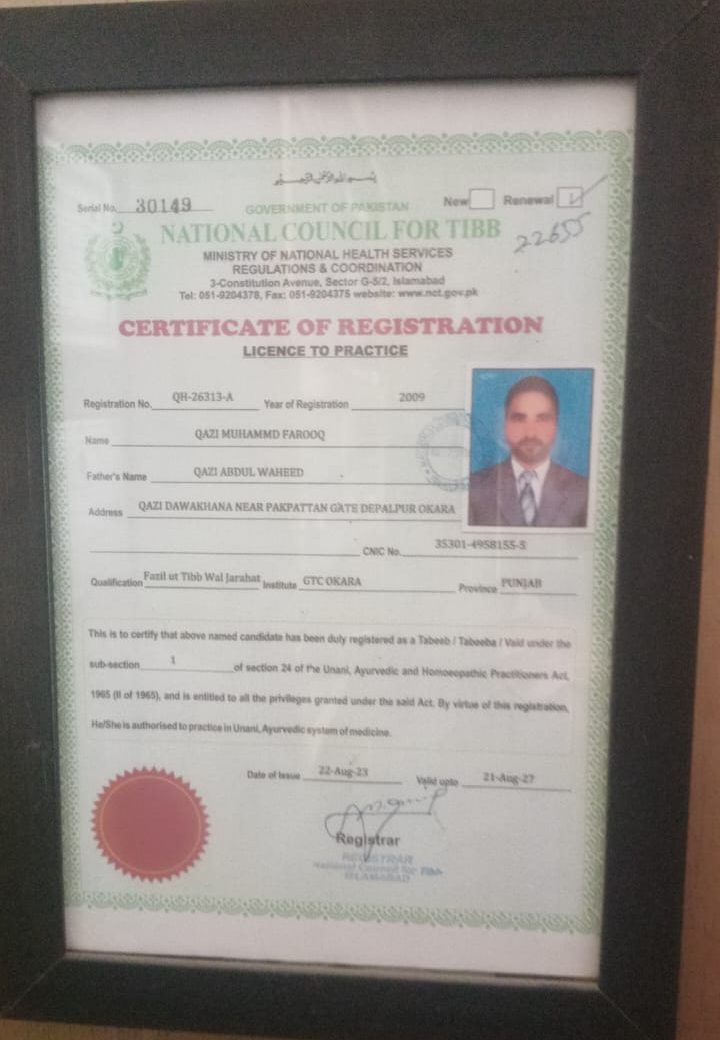 بسم الله الرحمن الرحيم
Serial No. 30149
New Renewal
GOVERNMENT OF PAKISTAN
NATIONAL COUNCIL FOR TIBB
22655
MINISTRY OF NATIONAL HEALTH SERVICES
REGULATIONS & COORDINATION
3-Constitution Avenue, Sector G-5/2, Islamabad
Tel: 051-9204378, Fax: 051-9204375 website: www.nct.gov.pk
CERTIFICATE OF REGISTRATION
LICENCE TO PRACTICE
Registration No. QH-26313-A Year of Registration 2009
Name QAZI MUHAMMD FAROOQ
Father's Name QAZI ABDUL WAHEED
Address QAZI DAWAKHANA NEAR PAKPATTAN GATE DEPALPUR OKARA
CNIC No. 35301-4958155-5
Qualification Fazil ut Tibb Wal Jarahat Institute GTC OKARA Province PUNJAB
This is to certify that above named candidate has been duly registered as a Tabeeb / Tabeeba / Vaid under the
sub-section 1 of section 24 of the Unani, Ayurvedic and Homoeopathic Practitioners Act,
1965 (II of 1965), and is entitled to all the privileges granted under the said Act. By virtue of this registration,
He/She is authorised to practice in Unani, Ayurvedic system of medicine.
Date of Issue 22-Aug-23 Valid upto 21-Aug-27
Registrar
REGISTRAR
National Council for Tibb
ISLAMABAD